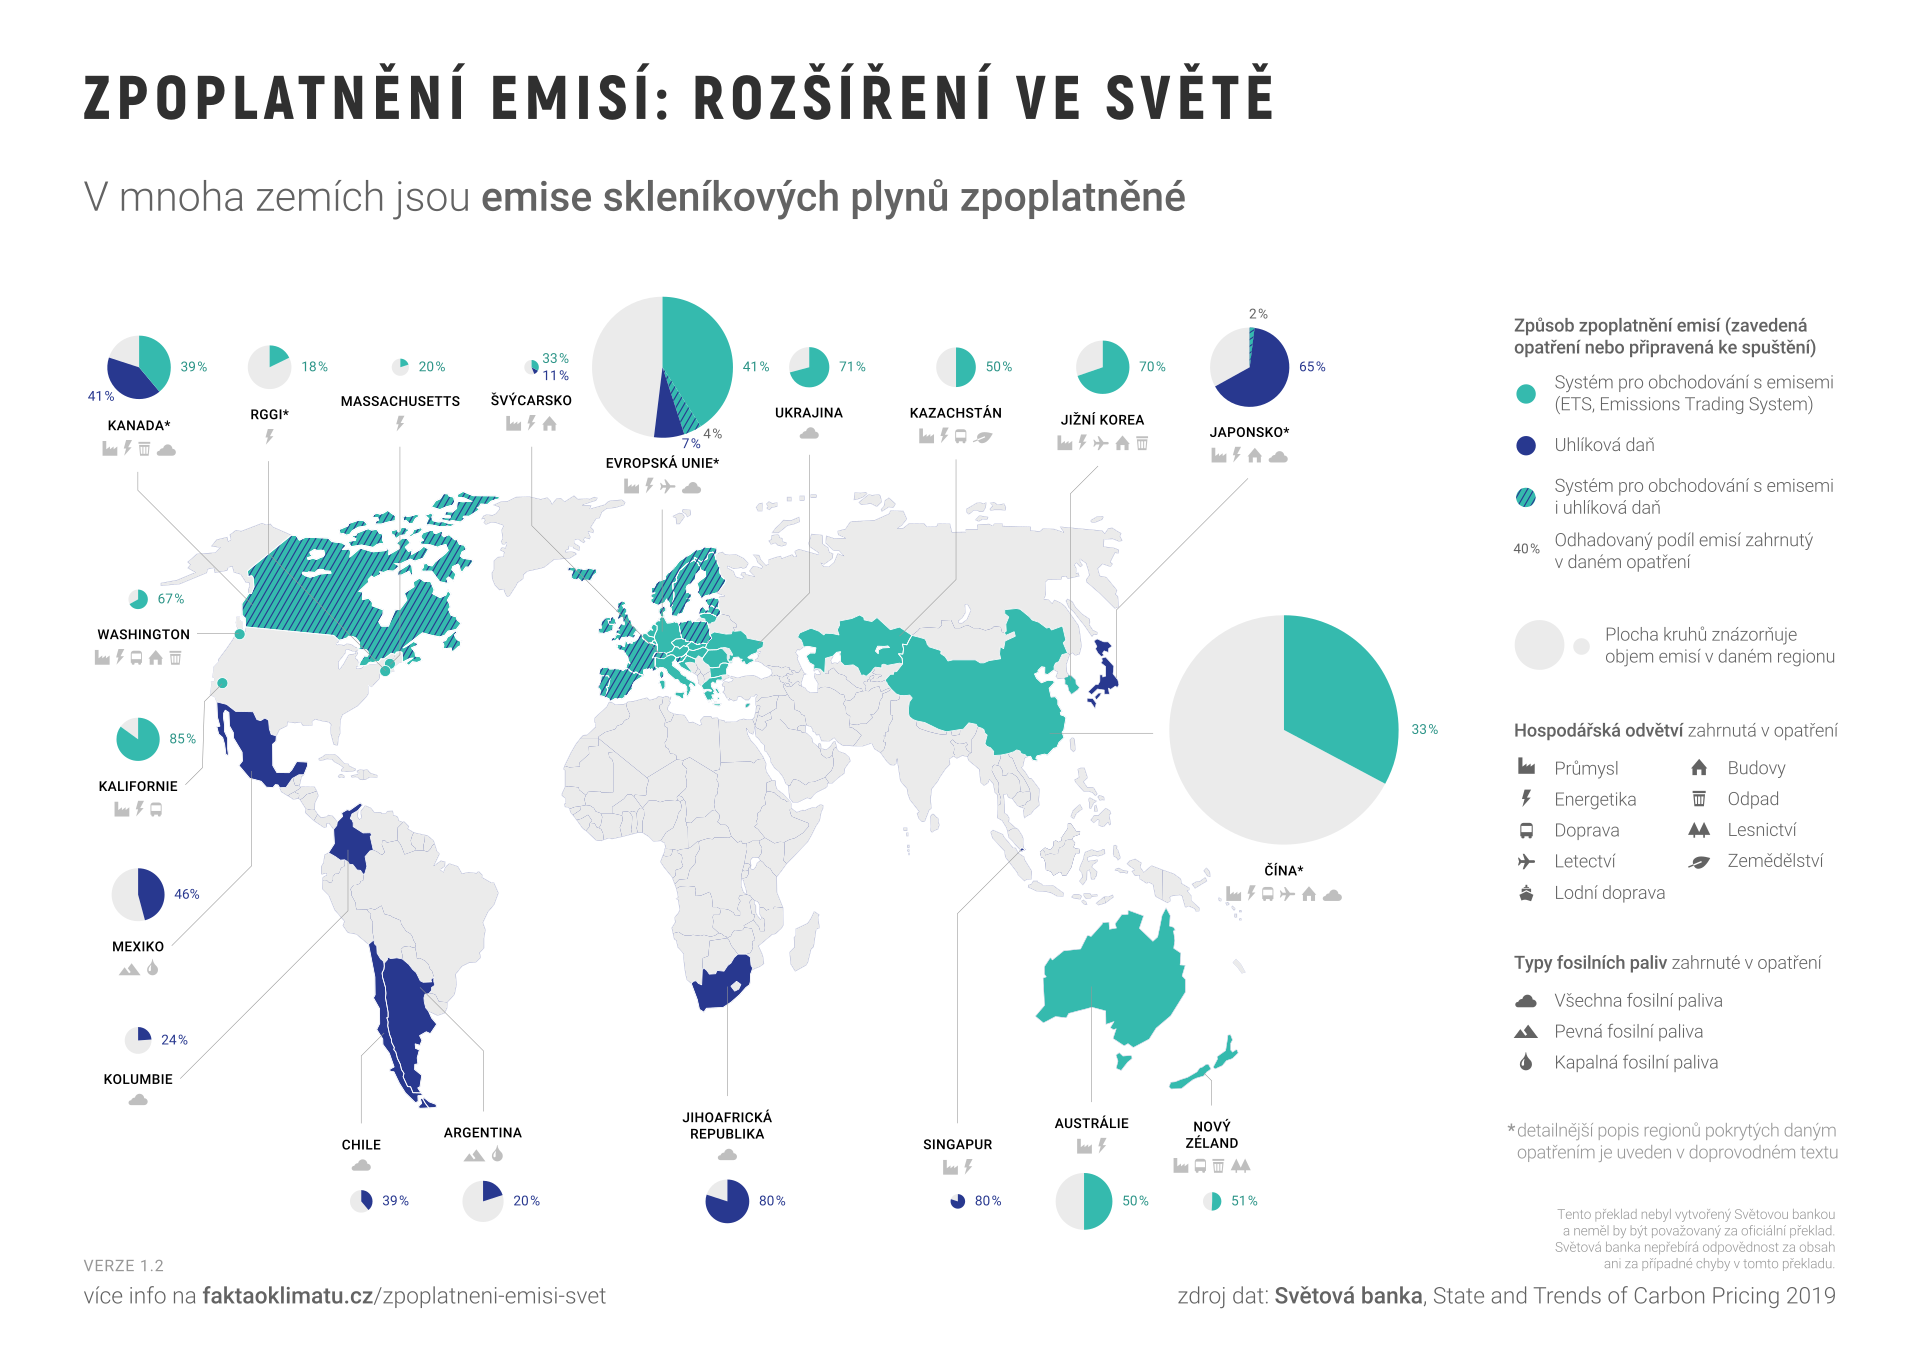 ZPOPLATNĚNÍ EMISÍ: ROZŠÍŘENÍ VE SVĚTĚ
V mnoha zemích jsou emise skleníkových plynů zpoplatněné
39%
41%
KANADA*
18%
RGGI*
20%
MASSACHUSETTS
33%
11%
ŠVÝCARSKO
41%
4%
7%
EVROPSKÁ UNIE*
71%
UKRAJINA
50%
KAZACHSTÁN
70%
JIŽNÍ KOREA
2%
65%
JAPONSKO*
67%
WASHINGTON
85%
KALIFORNIE
46%
MEXIKO
24%
KOLUMBIE
33%
ČÍNA*
CHILE
39%
ARGENTINA
20%
JIHOAFRICKÁ
REPUBLIKA
80%
SINGAPUR
80%
AUSTRÁLIE
50%
NOVÝ
ZÉLAND
51%
Způsob zpoplatnění emisí (zavedená
opatření nebo připravená ke spuštění)
Systém pro obchodování s emisemi
(ETS, Emissions Trading System)
Uhlíková daň
Systém pro obchodování s emisemi
i uhlíková daň
40% Odhadovaný podíl emisí zahrnutý
v daném opatření
Plocha kruhů znázorňuje
objem emisí v daném regionu
Hospodářská odvětví zahrnutá v opatření
Průmysl
Energetika
Doprava
Letectví
Lodní doprava
Budovy
Odpad
Lesnictví
Zemědělství
Typy fosilních paliv zahrnuté v opatření
Všechna fosilní paliva
Pevná fosilní paliva
Kapalná fosilní paliva
*detailnější popis regionů pokrytých daným
opatřením je uveden v doprovodném textu
Tento překlad nebyl vytvořený Světovou bankou
a neměl by být považovaný za oficiální překlad.
Světová banka nepřebírá odpovědnost za obsah
ani za případné chyby v tomto překladu.
VERZE 1.2
více info na faktaoklimatu.cz/zpoplatneni-emisi-svet
zdroj dat: Světová banka, State and Trends of Carbon Pricing 2019